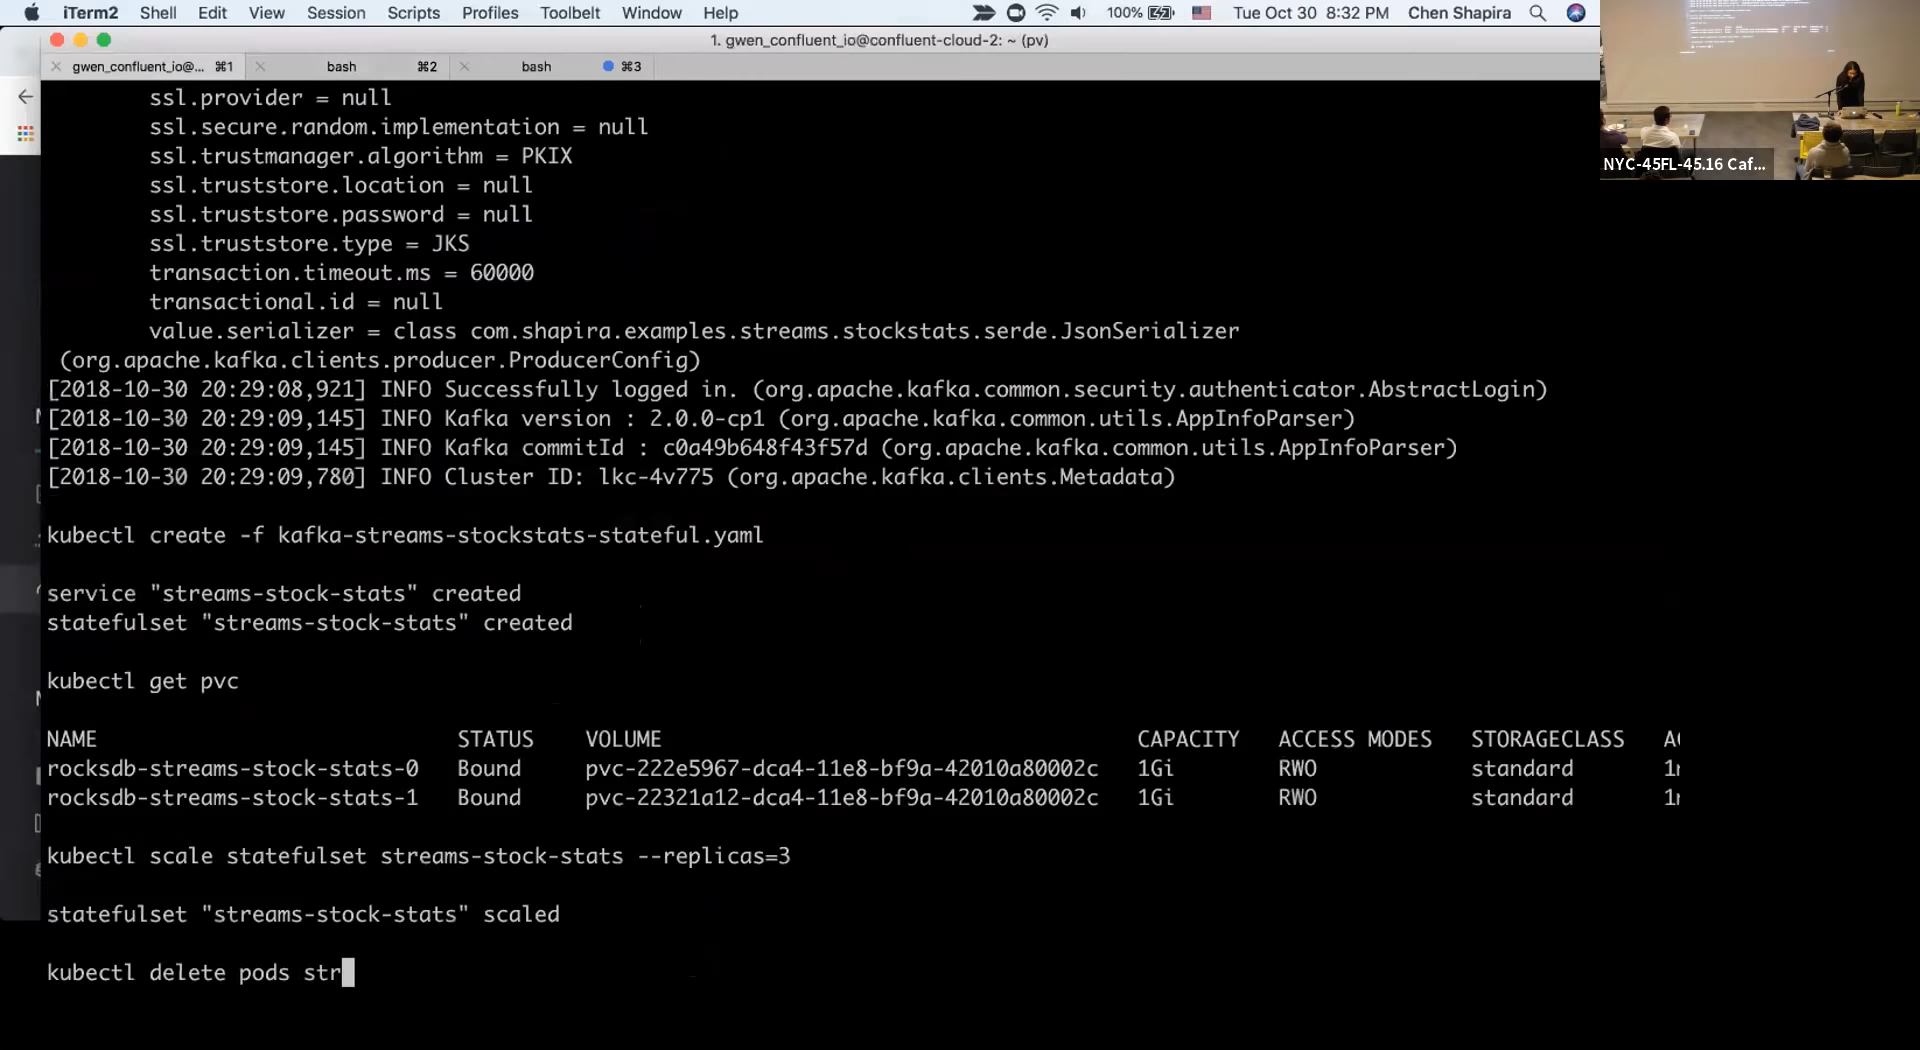 iTerm2 Shell Edit View Session Scripts Profiles Toolbelt Window Help 100% Tue Oct 30 8:32 PM Chen Shapira
1. gwen_confluent_io@confluent-cloud-2: ~ (pv)
gwen_confluent_io@... ⌘1 bash ⌘2 bash ⌘3
ssl.provider = null
ssl.secure.random.implementation = null
ssl.trustmanager.algorithm = PKIX
ssl.truststore.location = null
ssl.truststore.password = null
ssl.truststore.type = JKS
transaction.timeout.ms = 60000
transactional.id = null
value.serializer = class com.shapira.examples.streams.stockstats.serde.JsonSerializer
(org.apache.kafka.clients.producer.ProducerConfig)
[2018-10-30 20:29:08,921] INFO Successfully logged in. (org.apache.kafka.common.security.authenticator.AbstractLogin)
[2018-10-30 20:29:09,145] INFO Kafka version : 2.0.0-cp1 (org.apache.kafka.common.utils.AppInfoParser)
[2018-10-30 20:29:09,145] INFO Kafka commitId : c0a49b648f43f57d (org.apache.kafka.common.utils.AppInfoParser)
[2018-10-30 20:29:09,780] INFO Cluster ID: lkc-4v775 (org.apache.kafka.clients.Metadata)
kubectl create -f kafka-streams-stockstats-stateful.yaml
service "streams-stock-stats" created
statefulset "streams-stock-stats" created
kubectl get pvc
NAME STATUS VOLUME CAPACITY ACCESS MODES STORAGECLASS
rocksdb-streams-stock-stats-0 Bound pvc-222e5967-dca4-11e8-bf9a-42010a80002c 1Gi RWO standard
rocksdb-streams-stock-stats-1 Bound pvc-22321a12-dca4-11e8-bf9a-42010a80002c 1Gi RWO standard
kubectl scale statefulset streams-stock-stats --replicas=3
statefulset "streams-stock-stats" scaled
kubectl delete pods str
NYC-45FL-45.16 Caf...